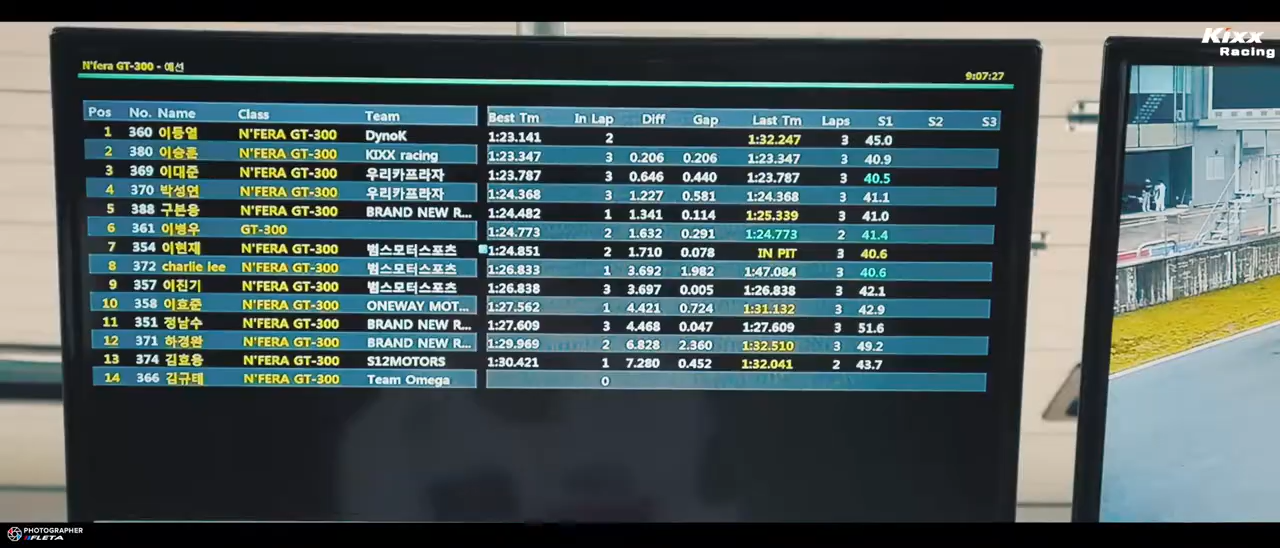 Kixx
Racing
N'fera GT-300 - 예선
9:07:27
Pos No. Name Class Team Best Tm In Lap Diff Gap Last Tm Laps S1 S2 S3
1 360 이동열 N'FERA GT-300 DynoK 1:23.141 2 1:32.247 3 45.0
2 380 이승훈 N'FERA GT-300 KIXX racing 1:23.347 3 0.206 0.206 1:23.347 3 40.9
3 369 이대준 N'FERA GT-300 우리카프라자 1:23.787 3 0.646 0.440 1:23.787 3 40.5
4 370 박성연 N'FERA GT-300 우리카프라자 1:24.368 3 1.227 0.581 1:24.368 3 41.1
5 388 구본웅 N'FERA GT-300 BRAND NEW R... 1:24.482 1 1.341 0.114 1:25.339 3 41.0
6 361 이병우 GT-300 1:24.773 2 1.632 0.291 1:24.773 2 41.4
7 354 이현재 N'FERA GT-300 범스모터스포츠 1:24.851 2 1.710 0.078 IN PIT 3 40.6
8 372 charlie lee N'FERA GT-300 범스모터스포츠 1:26.833 1 3.692 1.982 1:47.084 3 40.6
9 357 이진기 N'FERA GT-300 범스모터스포츠 1:26.838 3 3.697 0.005 1:26.838 3 42.1
10 358 이효준 N'FERA GT-300 ONEWAY MOT... 1:27.562 1 4.421 0.724 1:31.132 3 42.9
11 351 정남수 N'FERA GT-300 BRAND NEW R... 1:27.609 3 4.468 0.047 1:27.609 3 51.6
12 371 하경완 N'FERA GT-300 BRAND NEW R... 1:29.969 2 6.828 2.360 1:32.510 3 49.2
13 374 김효용 N'FERA GT-300 S12MOTORS 1:30.421 1 7.280 0.452 1:32.041 2 43.7
14 366 김규태 N'FERA GT-300 Team Omega 0
PHOTOGRAPHER
FLETA